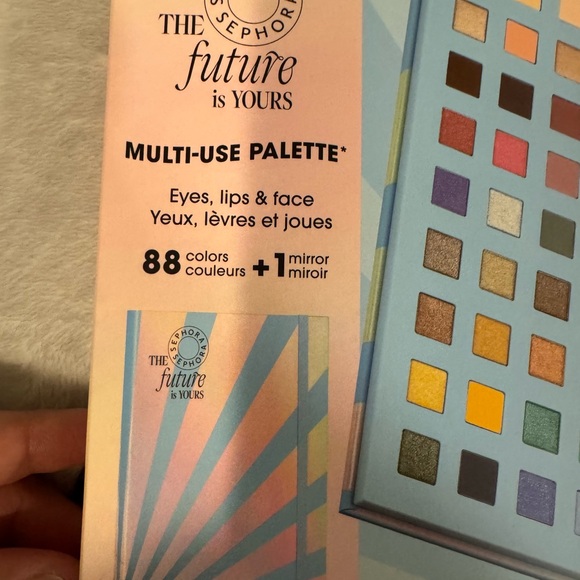 SEPHORA
THE
future
is YOURS
MULTI-USE PALETTE*
Eyes, lips & face
Yeux, lèvres et joues
88 colors
couleurs
+1 mirror
miroir
SEPHORA
SEPHORA
THE
future
is YOURS